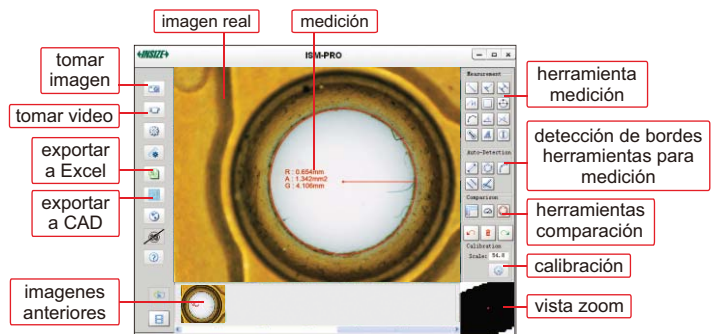 imagen real
medición
INSIZE
ISM-PRO
tomar
imagen
tomar video
exportar
a Excel
exportar
a CAD
imagenes
anteriores
R : 0.654mm
A : 1.342mm2
G : 4.106mm
Measurement
Auto-Detection
Comparison
Calibration
Scale: 54.8
herramienta
medición
detección de bordes
herramientas para
medición
herramientas
comparación
calibración
vista zoom